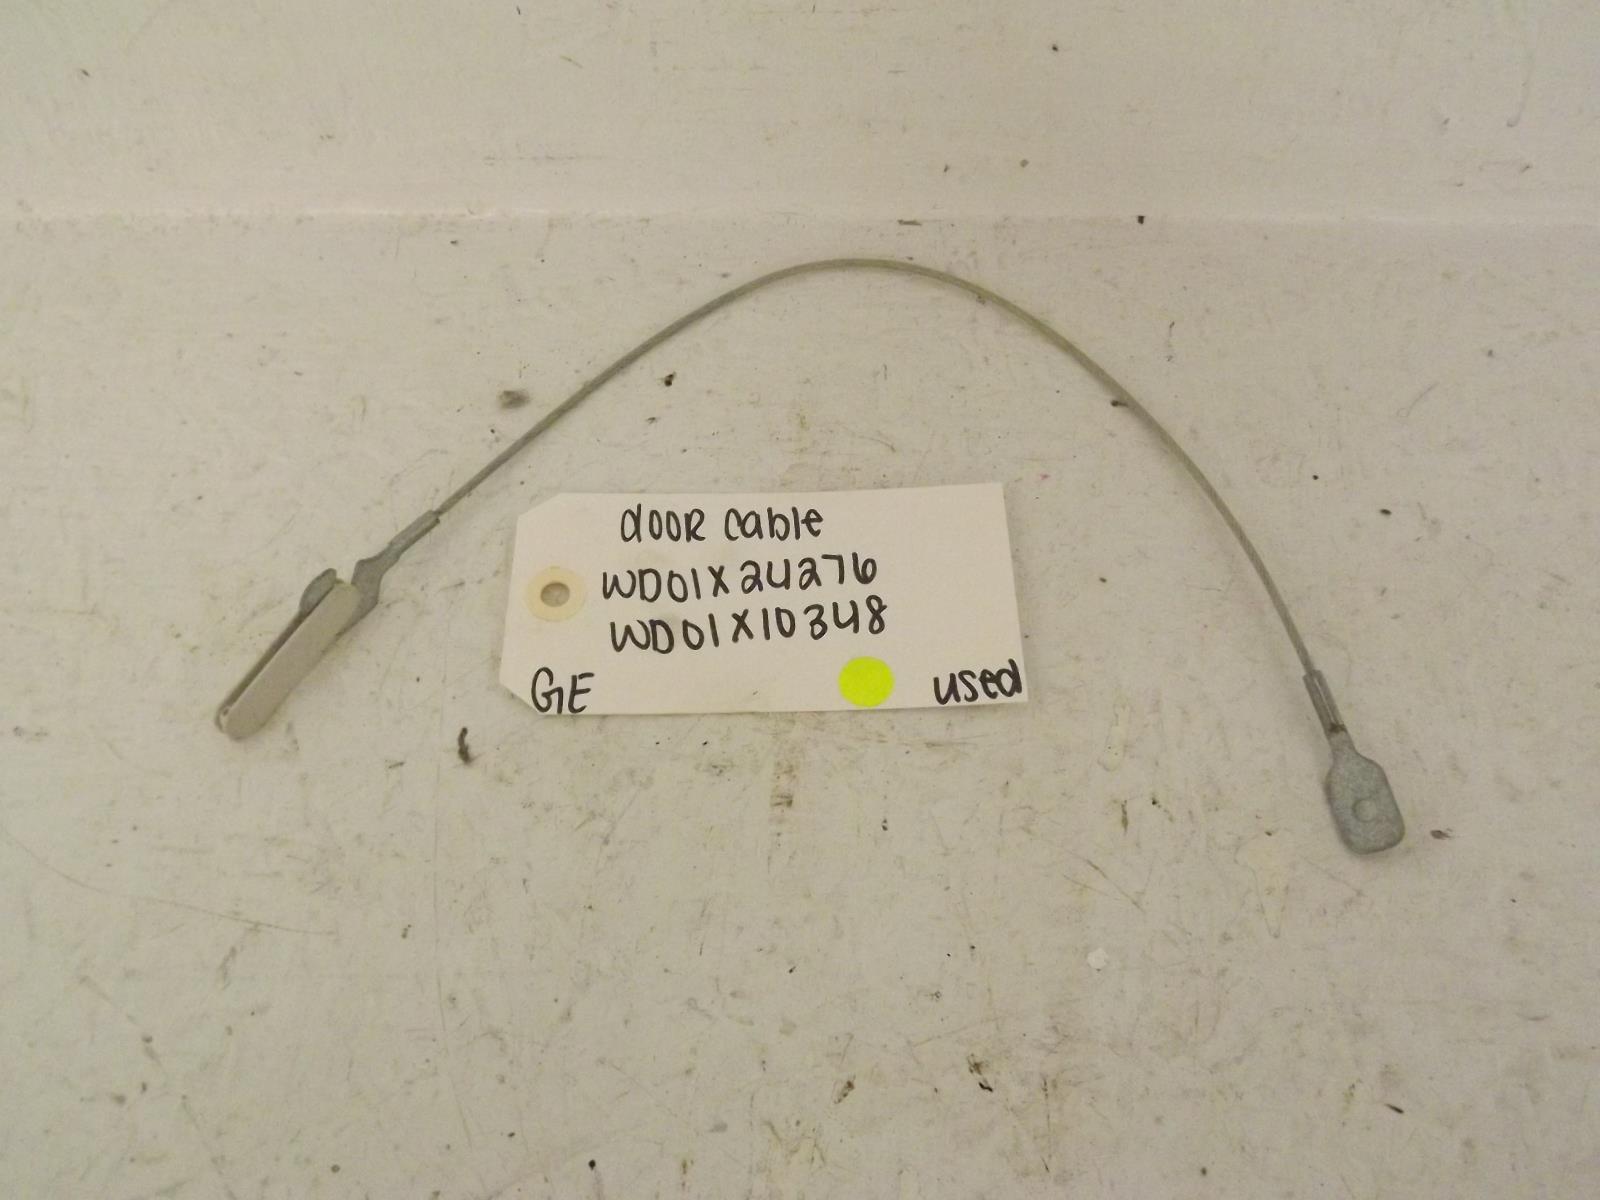 dOOR cable
WD01X24276
WD01X10348
GE used